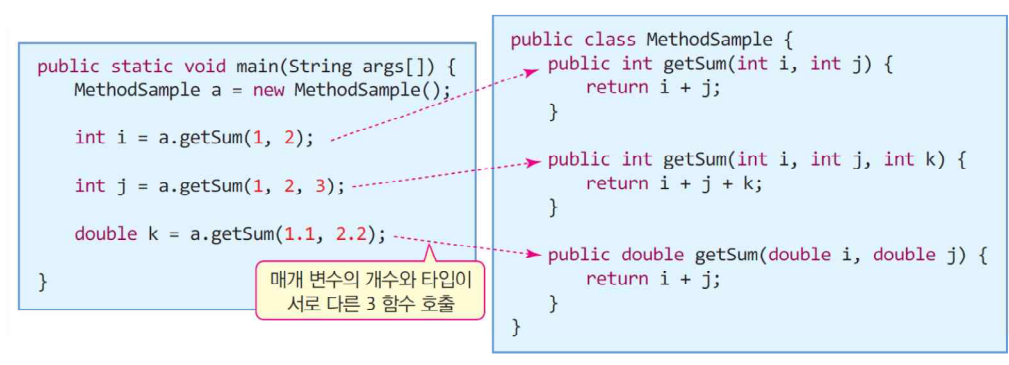 public static void main(String args[]) {
MethodSample a = new MethodSample();
int i = a.getSum(1, 2);
int j = a.getSum(1, 2, 3);
double k = a.getSum(1.1, 2.2);
}
매개 변수의 개수와 타입이
서로 다른 3 함수 호출
public class MethodSample {
public int getSum(int i, int j) {
return i + j;
}
public int getSum(int i, int j, int k) {
return i + j + k;
}
public double getSum(double i, double j) {
return i + j;
}
}